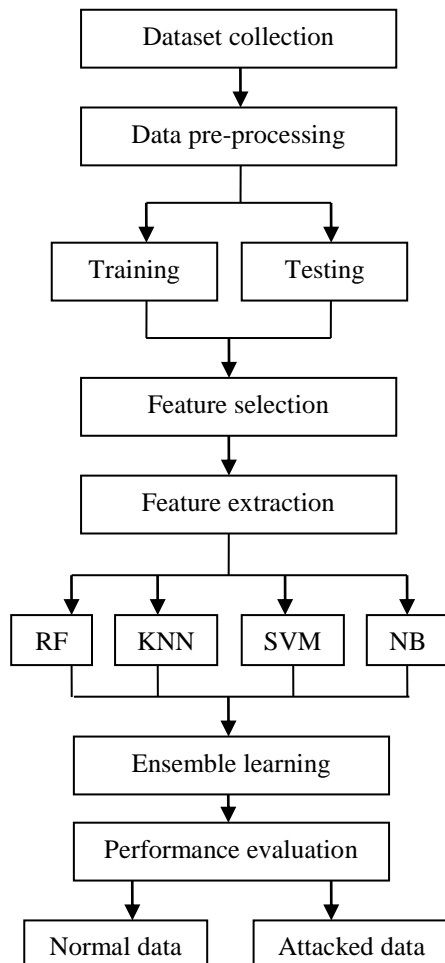 Dataset collection
Data pre-processing
Training
Testing
Feature selection
Feature extraction
RF
KNN
SVM
NB
Ensemble learning
Performance evaluation
Normal data
Attacked data